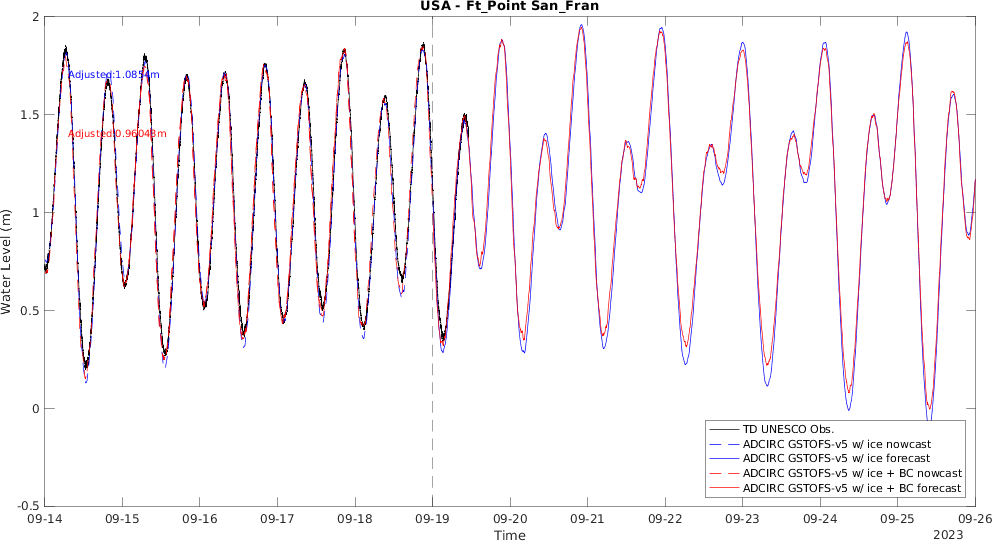 USA - Ft_Point San_Fran
2
1.5
1
0.5
0
-0.5
Water Level (m)
Adjusted:1.0854m
Adjusted:0.96048m
TD UNESCO Obs.
ADCIRC GSTOFS-v5 w/ ice nowcast
ADCIRC GSTOFS-v5 w/ ice forecast
ADCIRC GSTOFS-v5 w/ ice + BC nowcast
ADCIRC GSTOFS-v5 w/ ice + BC forecast
09-14 09-15 09-16 09-17 09-18 09-19 09-20 09-21 09-22 09-23 09-24 09-25 09-26
Time
2023